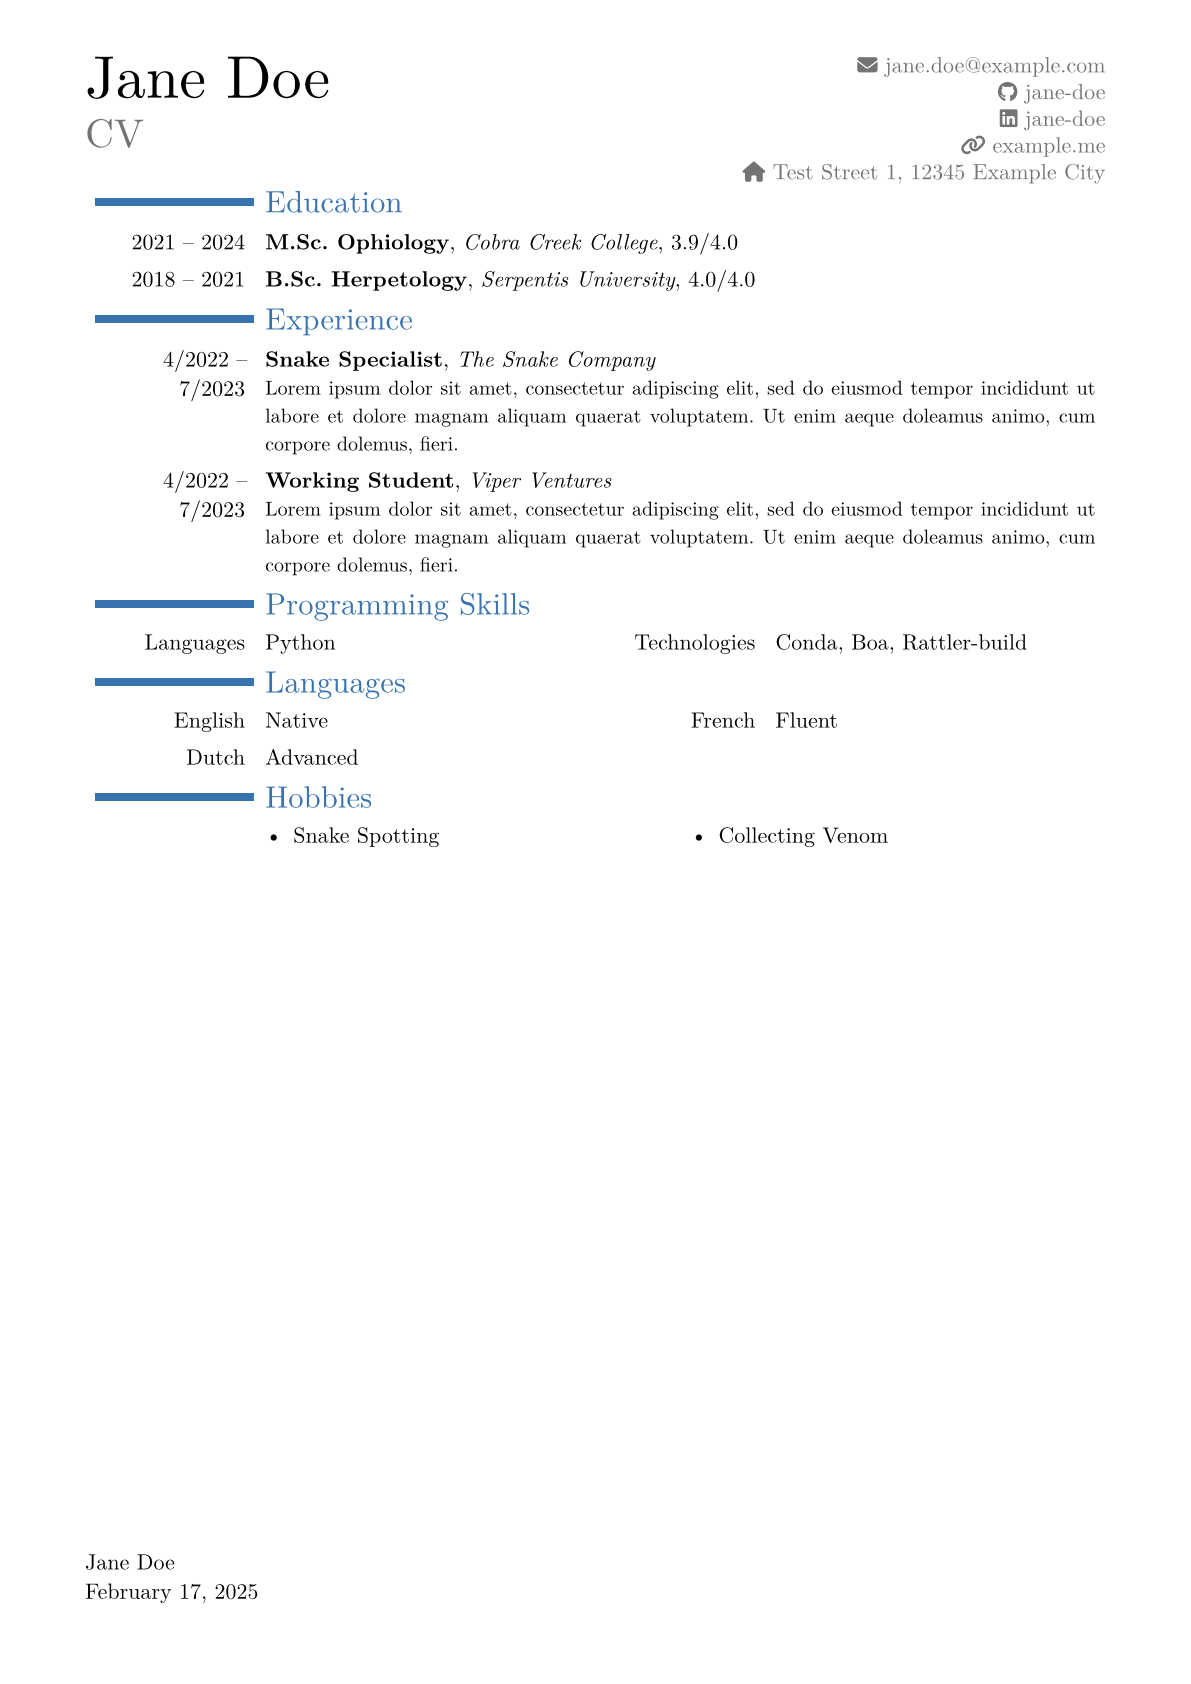 Jane Doe
CV
jane.doe@example.com
jane-doe
jane-doe
example.me
Test Street 1, 12345 Example City
Education
2021 – 2024 M.Sc. Ophiology, Cobra Creek College, 3.9/4.0
2018 – 2021 B.Sc. Herpetology, Serpentis University, 4.0/4.0
Experience
4/2022 – Snake Specialist, The Snake Company
7/2023 Lorem ipsum dolor sit amet, consectetur adipiscing elit, sed do eiusmod tempor incididunt ut
labore et dolore magnam aliquam quaerat voluptatem. Ut enim aeque doleamus animo, cum
corpore dolemus, fieri.
4/2022 – Working Student, Viper Ventures
7/2023 Lorem ipsum dolor sit amet, consectetur adipiscing elit, sed do eiusmod tempor incididunt ut
labore et dolore magnam aliquam quaerat voluptatem. Ut enim aeque doleamus animo, cum
corpore dolemus, fieri.
Programming Skills
Languages Python Technologies Conda, Boa, Rattler-build
Languages
English Native French Fluent
Dutch Advanced
Hobbies
• Snake Spotting • Collecting Venom
Jane Doe
February 17, 2025